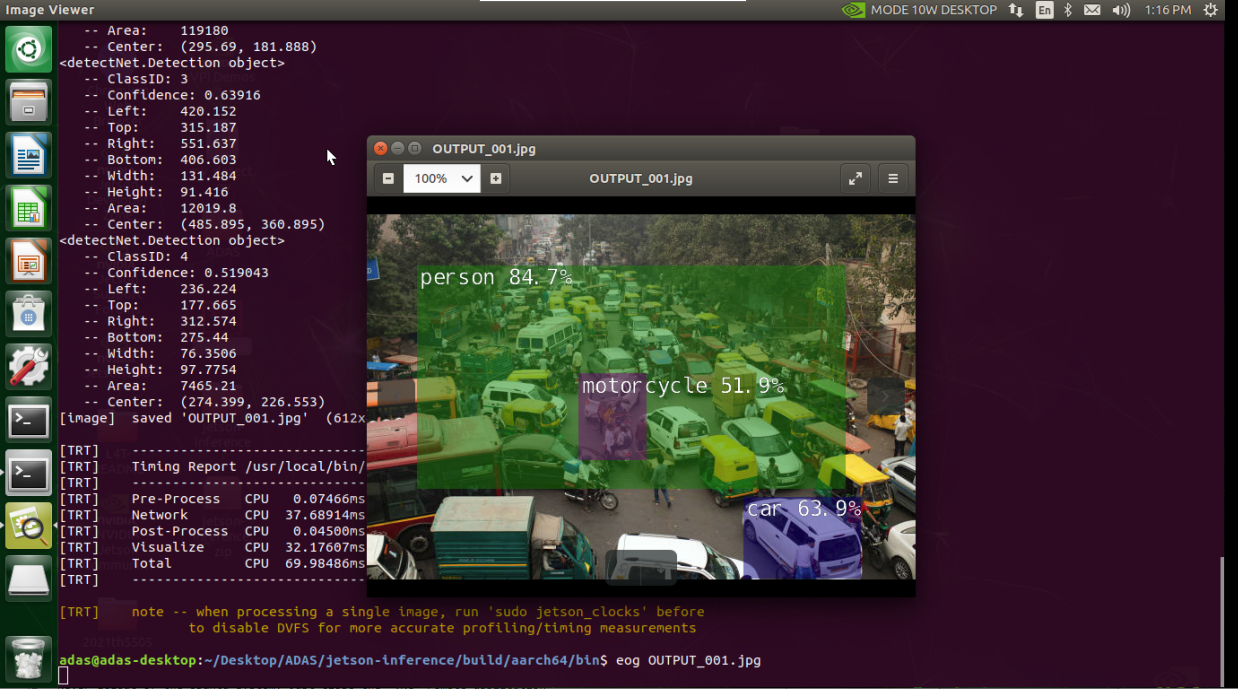 Image Viewer
MODE 10W DESKTOP En 1:16 PM
-- Area: 119180
-- Center: (295.69, 181.888)
<detectNet.Detection object>
-- ClassID: 3
-- Confidence: 0.63916
-- Left: 420.152
-- Top: 315.187
-- Right: 551.637
-- Bottom: 406.603
-- Width: 131.484
-- Height: 91.416
-- Area: 12019.8
-- Center: (485.895, 360.895)
<detectNet.Detection object>
-- ClassID: 4
-- Confidence: 0.519043
-- Left: 236.224
-- Top: 177.665
-- Right: 312.574
-- Bottom: 275.44
-- Width: 76.3506
-- Height: 97.7754
-- Area: 7465.21
-- Center: (274.399, 226.553)
[image] saved 'OUTPUT_001.jpg' (612x
[TRT] ------------------------------
[TRT] Timing Report /usr/local/bin/
[TRT] ------------------------------
[TRT] Pre-Process CPU 0.07466ms
[TRT] Network CPU 37.68914ms
[TRT] Post-Process CPU 0.04500ms
[TRT] Visualize CPU 32.17607ms
[TRT] Total CPU 69.98486ms
[TRT] ------------------------------
[TRT] note -- when processing a single image, run 'sudo jetson_clocks' before
to disable DVFS for more accurate profiling/timing measurements
adas@adas-desktop:~/Desktop/ADAS/jetson-inference/build/aarch64/bin$ eog OUTPUT_001.jpg
OUTPUT_001.jpg
100%
OUTPUT_001.jpg
person 84.7%
motorcycle 51.9%
car 63.9%